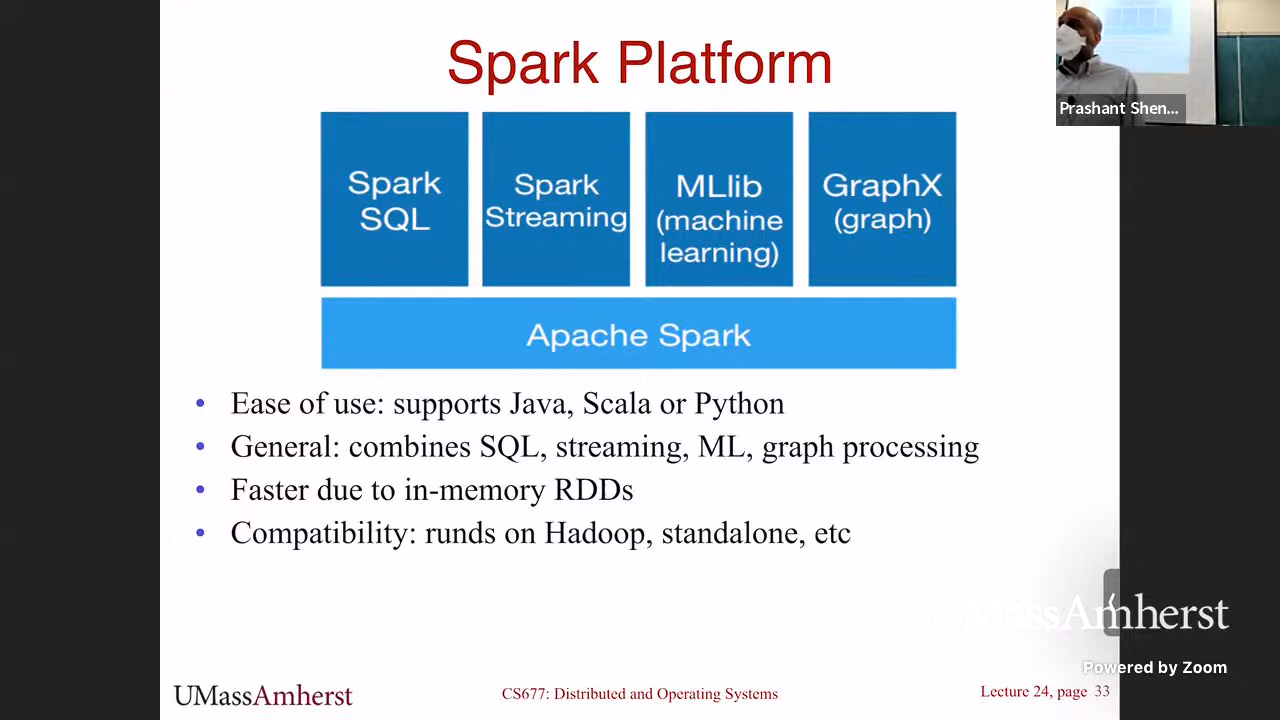 Spark Platform
Prashant Shen...
Spark
SQL
Spark
Streaming
MLlib
(machine
learning)
GraphX
(graph)
Apache Spark
• Ease of use: supports Java, Scala or Python
• General: combines SQL, streaming, ML, graph processing
• Faster due to in-memory RDDs
• Compatibility: runds on Hadoop, standalone, etc
UMassAmherst
Powered by Zoom
UMassAmherst
CS677: Distributed and Operating Systems
Lecture 24, page 33